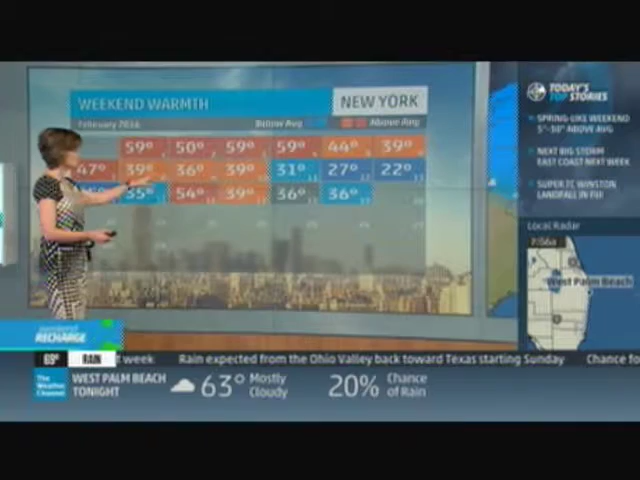 WEEKEND WARMTH
NEW YORK
February 2016
Below Avg
Above Avg
59° 50° 59° 59° 44° 39°
47° 39° 36° 39° 31° 27° 22°
35° 54° 39° 36° 36°
TODAY'S
TOP STORIES
SPRING-LIKE WEEKEND
5°-30° ABOVE AVG
NEXT BIG STORM
EAST COAST NEXT WEEK
SUPER TC WINSTON
LANDFALL IN FIJI
Local Radar
7:56a
West Palm Beach
weekend
RECHARGE
69° RAIN
t week Rain expected from the Ohio Valley back toward Texas starting Sunday Chance fo
The
Weather
Channel
WEST PALM BEACH
TONIGHT
63° Mostly
Cloudy
20% Chance
of Rain